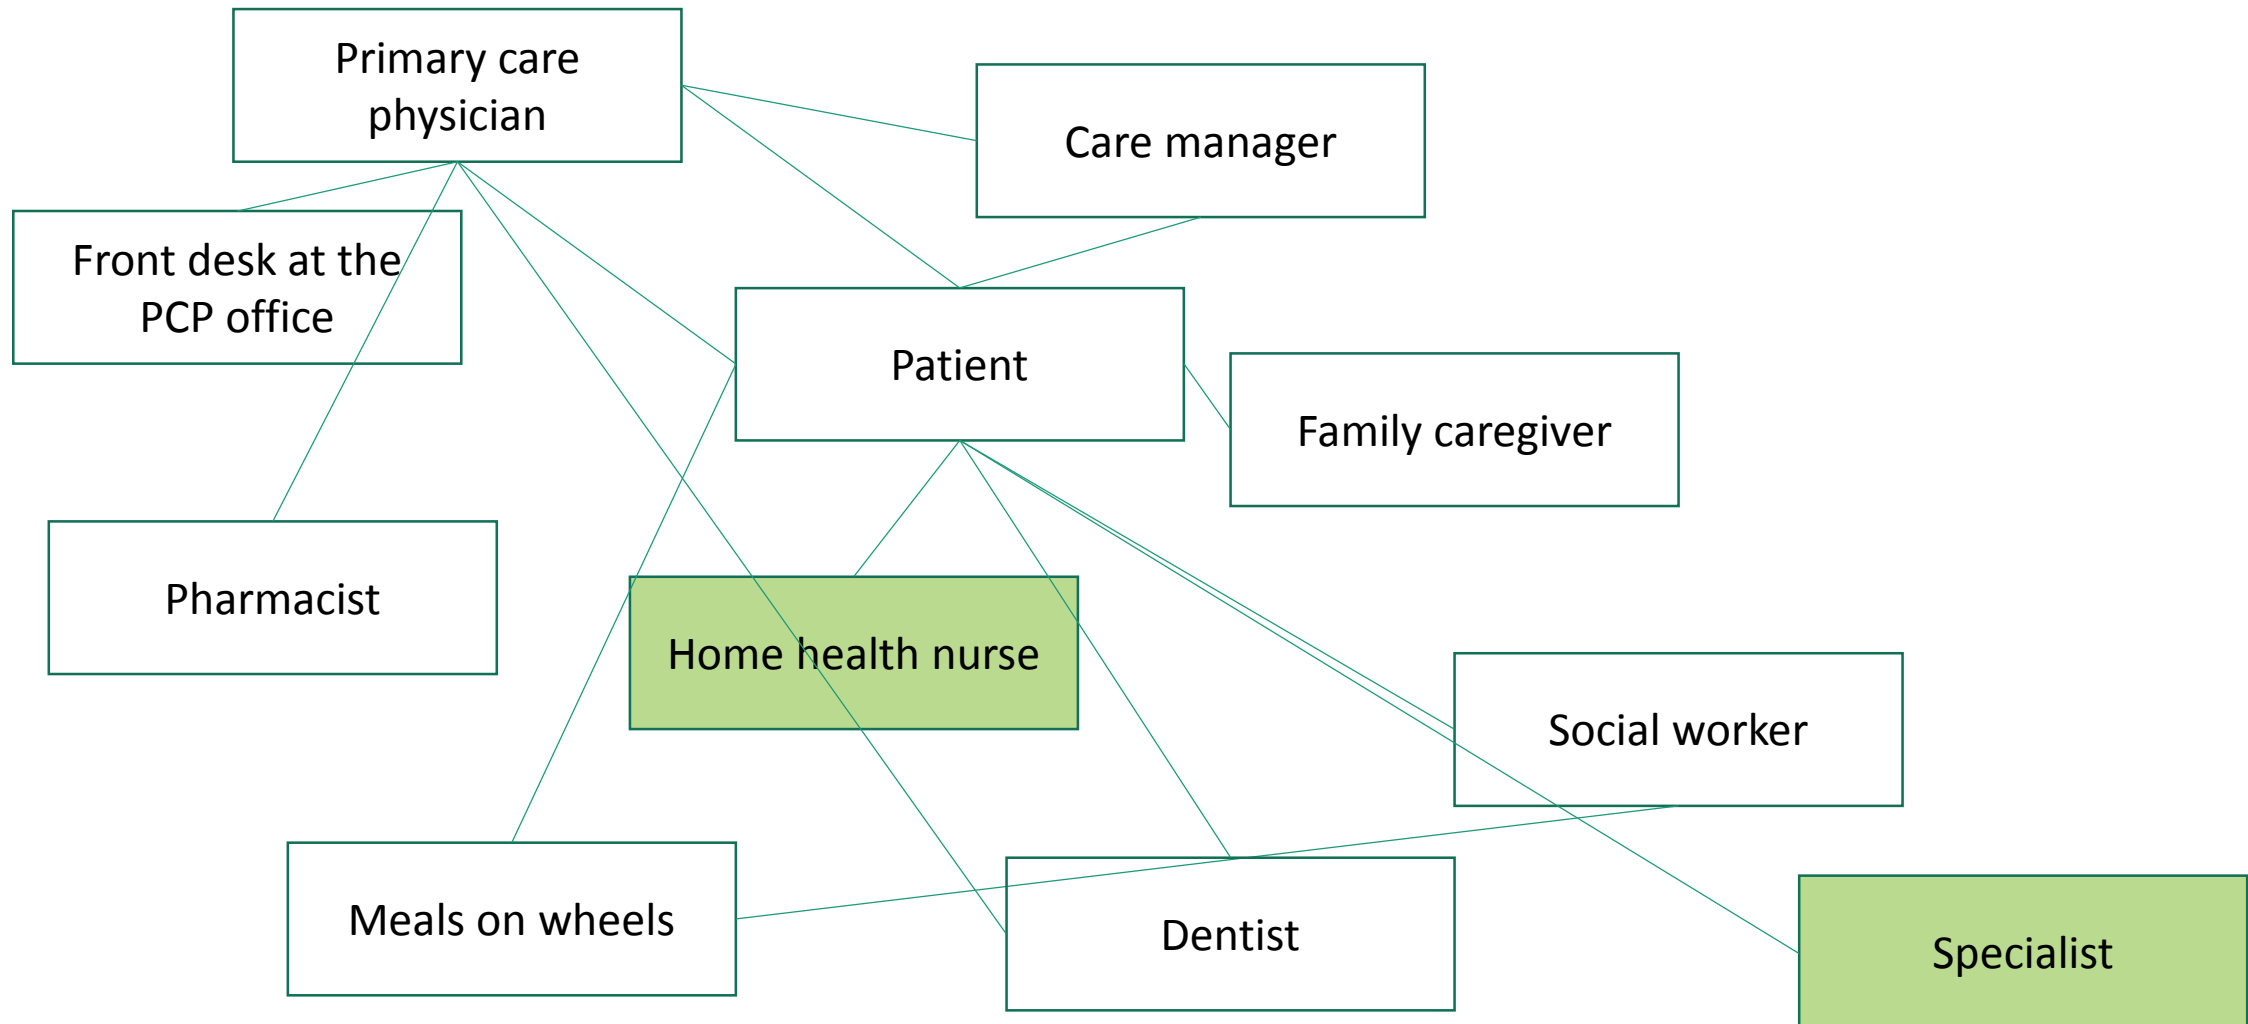 Primary care
physician
Care manager
Front desk at the
PCP office
Patient
Family caregiver
Pharmacist
Home health nurse
Social worker
Meals on wheels
Dentist
Specialist